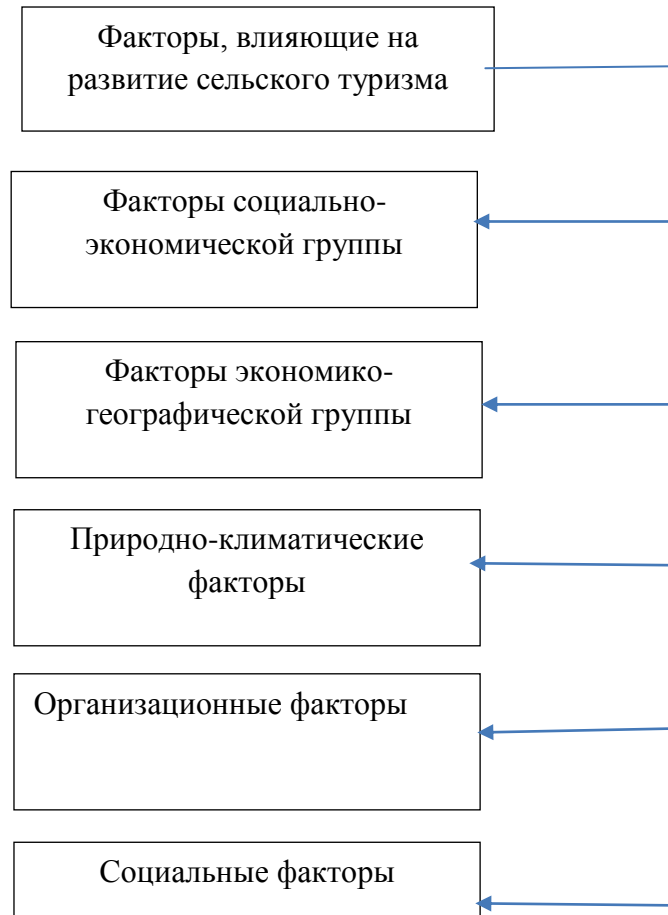 Факторы, влияющие на
развитие сельского туризма
Факторы социально-
экономической группы
Факторы экономико-
географической группы
Природно-климатические
факторы
Организационные факторы
Социальные факторы